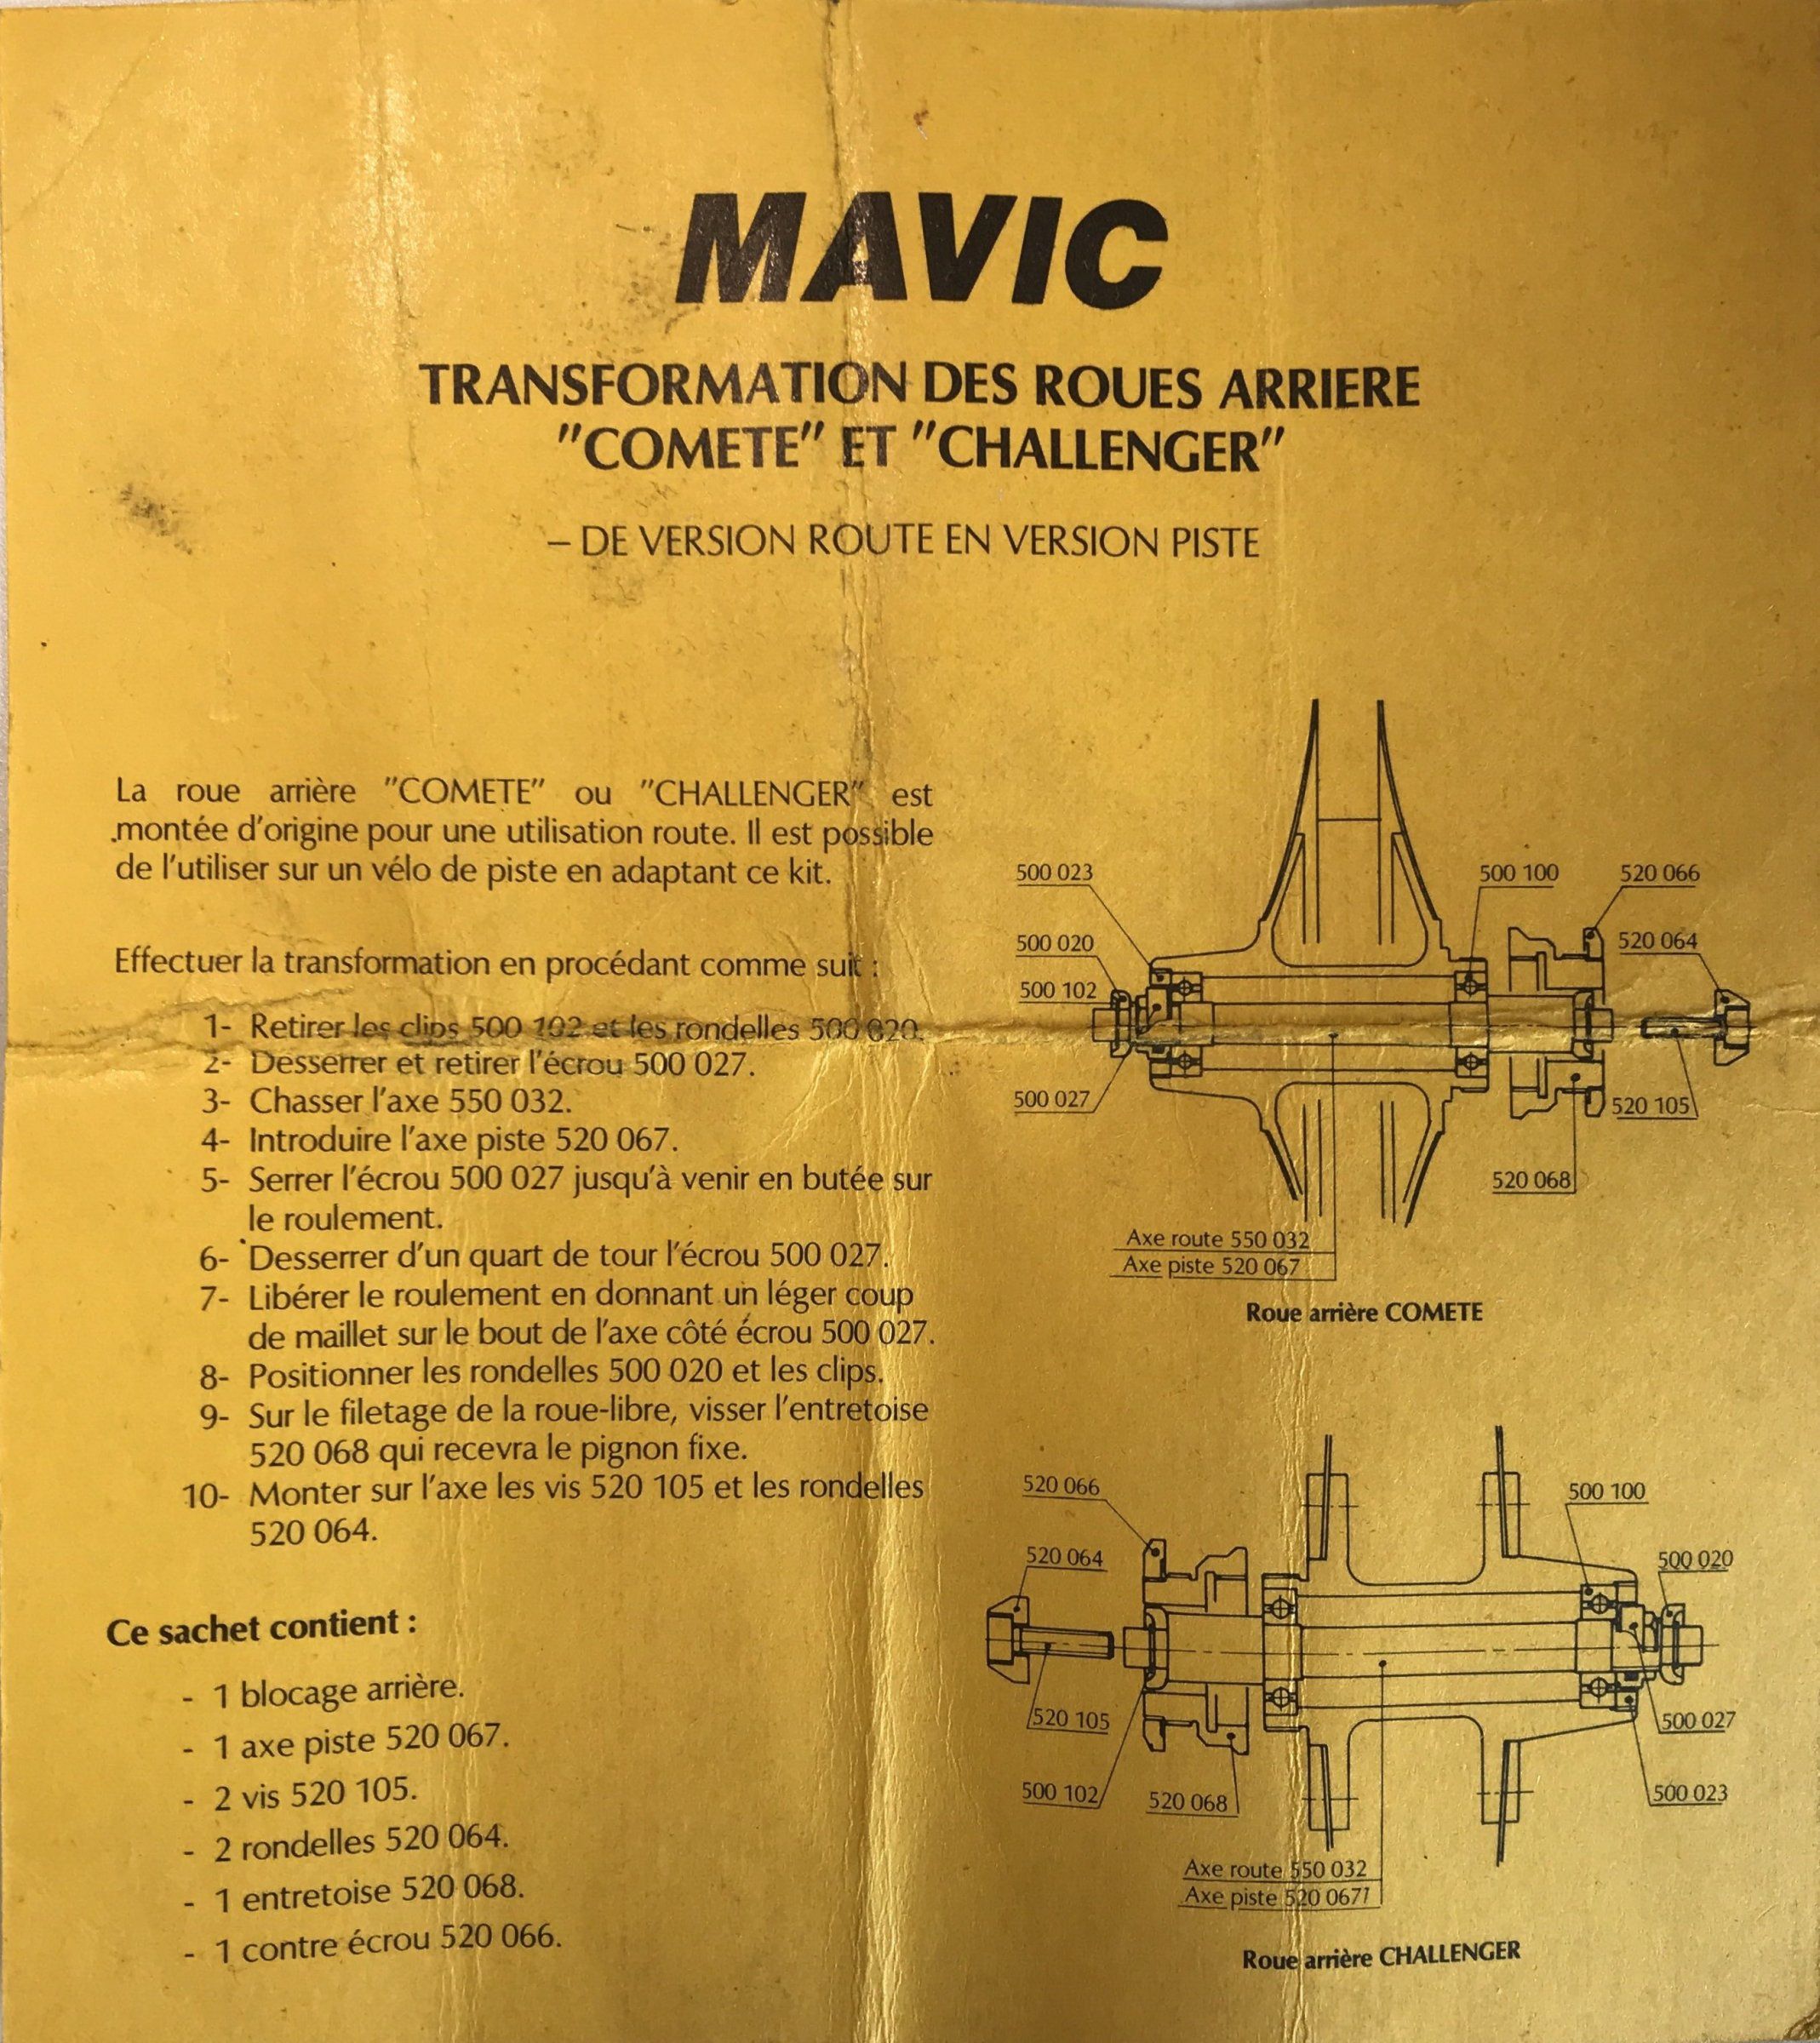 MAVIC
TRANSFORMATION DES ROUES ARRIERE
"COMETE" ET "CHALLENGER"
– DE VERSION ROUTE EN VERSION PISTE
La roue arrière "COMETE" ou "CHALLENGER" est
montée d'origine pour une utilisation route. Il est possible
de l'utiliser sur un vélo de piste en adaptant ce kit.
Effectuer la transformation en procédant comme suit :
1- Retirer les clips 500 102 et les rondelles 500 020.
2- Desserrer et retirer l'écrou 500 027.
3- Chasser l'axe 550 032.
4- Introduire l'axe piste 520 067.
5- Serrer l'écrou 500 027 jusqu'à venir en butée sur
le roulement.
6- Desserrer d'un quart de tour l'écrou 500 027.
7- Libérer le roulement en donnant un léger coup
de maillet sur le bout de l'axe côté écrou 500 027.
8- Positionner les rondelles 500 020 et les clips.
9- Sur le filetage de la roue-libre, visser l'entretoise
520 068 qui recevra le pignon fixe.
10- Monter sur l'axe les vis 520 105 et les rondelles
520 064.
Ce sachet contient :
- 1 blocage arrière.
- 1 axe piste 520 067.
- 2 vis 520 105.
- 2 rondelles 520 064.
- 1 entretoise 520 068.
- 1 contre écrou 520 066.
500 023
500 100
520 066
500 020
520 064
500 102
500 027
520 105
520 068
Axe route 550 032
Axe piste 520 067
Roue arrière COMETE
520 066
500 100
520 064
500 020
520 105
500 027
500 102
520 068
500 023
Axe route 550 032
Axe piste 520 067
Roue arrière CHALLENGER